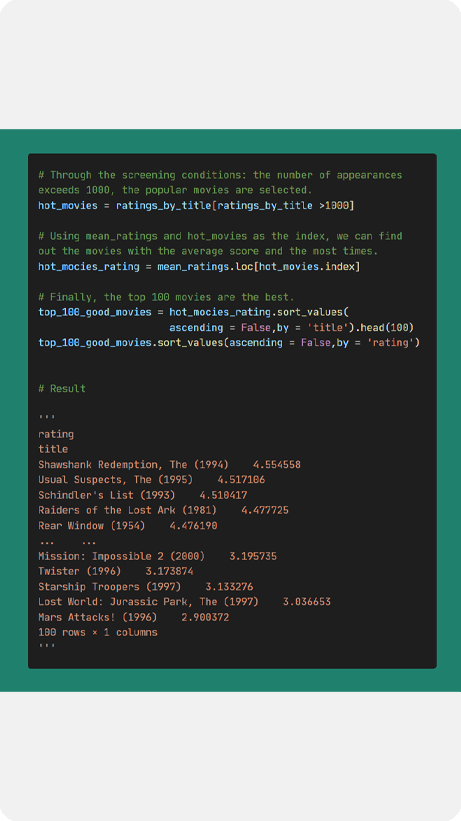 # Through the screening conditions: the number of appearances
exceeds 1000, the popular movies are selected.
hot_movies = ratings_by_title[ratings_by_title >1000]
# Using mean_ratings and hot_movies as the index, we can find
out the movies with the average score and the most times.
hot_mocies_rating = mean_ratings.loc[hot_movies.index]
# Finally, the top 100 movies are the best.
top_100_good_movies = hot_mocies_rating.sort_values(
ascending = False,by = 'title').head(100)
top_100_good_movies.sort_values(ascending = False,by = 'rating')
# Result
'''
rating
title
Shawshank Redemption, The (1994)    4.554558
Usual Suspects, The (1995)    4.517106
Schindler's List (1993)    4.510417
Raiders of the Lost Ark (1981)    4.477725
Rear Window (1954)    4.476190
...    ...
Mission: Impossible 2 (2000)    3.195735
Twister (1996)    3.173874
Starship Troopers (1997)    3.133276
Lost World: Jurassic Park, The (1997)    3.036653
Mars Attacks! (1996)    2.900372
100 rows × 1 columns
'''